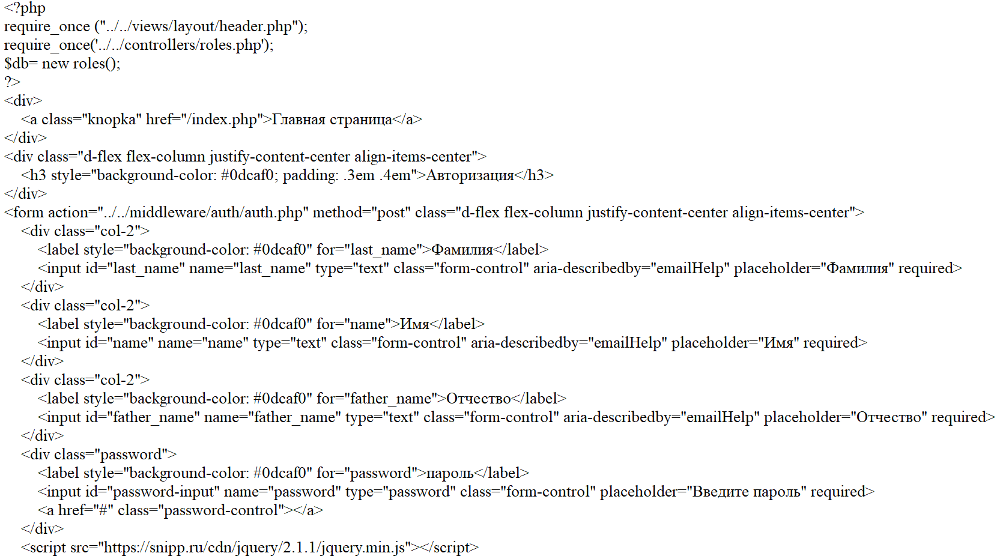 <?php
require_once ("../../views/layout/header.php");
require_once('../../controllers/roles.php');
$db= new roles();
?>
<div>
    <a class="knopka" href="/index.php">Главная страница</a>
</div>
<div class="d-flex flex-column justify-content-center align-items-center">
    <h3 style="background-color: #0dcaf0; padding: .3em .4em">Авторизация</h3>
</div>
<form action="../../middleware/auth/auth.php" method="post" class="d-flex flex-column justify-content-center align-items-center">
    <div class="col-2">
        <label style="background-color: #0dcaf0" for="last_name">Фамилия</label>
        <input id="last_name" name="last_name" type="text" class="form-control" aria-describedby="emailHelp" placeholder="Фамилия" required>
    </div>
    <div class="col-2">
        <label style="background-color: #0dcaf0" for="name">Имя</label>
        <input id="name" name="name" type="text" class="form-control" aria-describedby="emailHelp" placeholder="Имя" required>
    </div>
    <div class="col-2">
        <label style="background-color: #0dcaf0" for="father_name">Отчество</label>
        <input id="father_name" name="father_name" type="text" class="form-control" aria-describedby="emailHelp" placeholder="Отчество" required>
    </div>
    <div class="password">
        <label style="background-color: #0dcaf0" for="password">пароль</label>
        <input id="password-input" name="password" type="password" class="form-control" placeholder="Введите пароль" required>
        <a href="#" class="password-control"></a>
    </div>
    <script src="https://snipp.ru/cdn/jquery/2.1.1/jquery.min.js"></script>